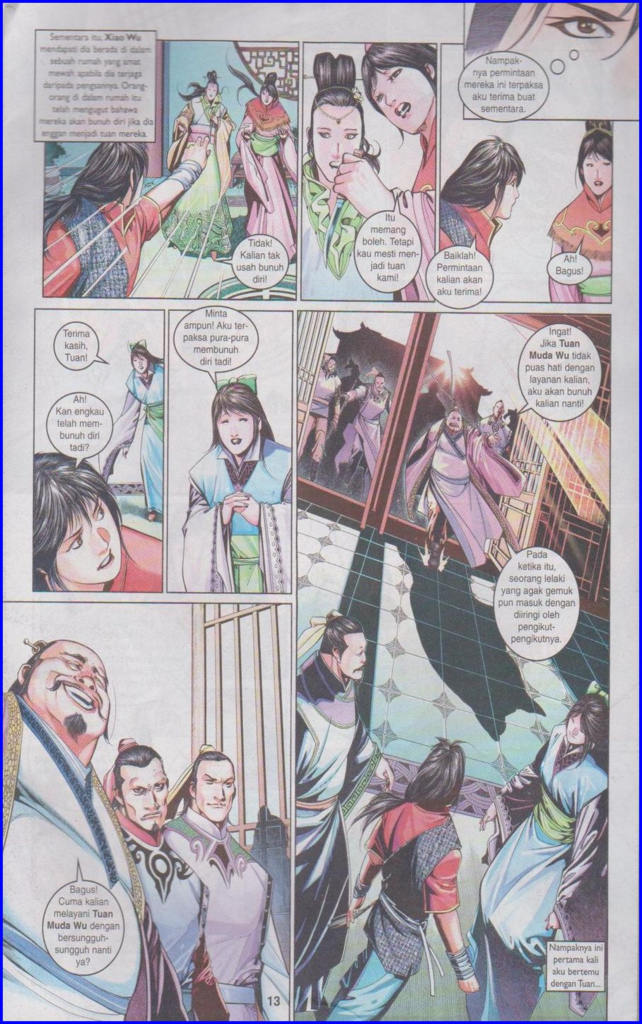 Sementara itu, Xiao Wu
mendapati dia berada di dalam
sebuah rumah yang amat
mewah apabila dia terjaga
daripada pengsannya. Orang-
orang di dalam rumah itu
telah mengugut bahawa
mereka akan bunuh diri jika dia
enggan menjadi tuan mereka.
Tidak!
Kalian tak
usah bunuh
diri!
Itu
memang
boleh. Tetapi
kau mesti men-
jadi tuan
kami!
Nampak-
nya permintaan
mereka ini terpaksa
aku terima buat
sementara.
Baiklah!
Permintaan
kalian akan
aku terima!
Ah!
Bagus!
Terima
kasih,
Tuan!
Ah!
Kan engkau
telah mem-
bunuh diri
tadi?
Minta
ampun! Aku ter-
paksa pura-pura
membunuh
diri tadi!
Ingat!
Jika Tuan
Muda Wu tidak
puas hati dengan
layanan kalian,
aku akan bunuh
kalian nanti!
Pada
ketika itu,
seorang lelaki
yang agak gemuk
pun masuk dengan
diiringi oleh
pengikut-
pengikutnya.
Bagus!
Cuma kalian
melayani Tuan
Muda Wu dengan
bersungguh-
sungguh nanti
ya?
Nampaknya ini
pertama kali
aku bertemu
dengan Tuan...
13